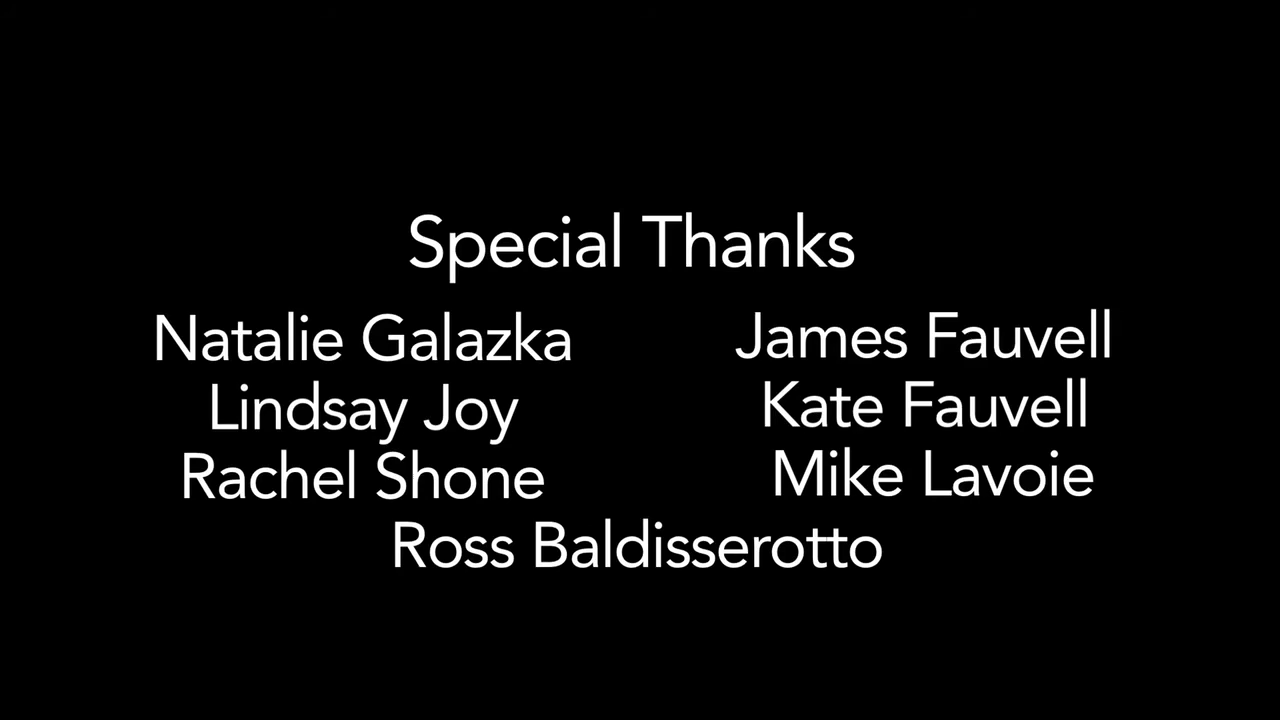 Special Thanks
Natalie Galazka
James Fauvell
Lindsay Joy
Kate Fauvell
Rachel Shone
Mike Lavoie
Ross Baldisserotto